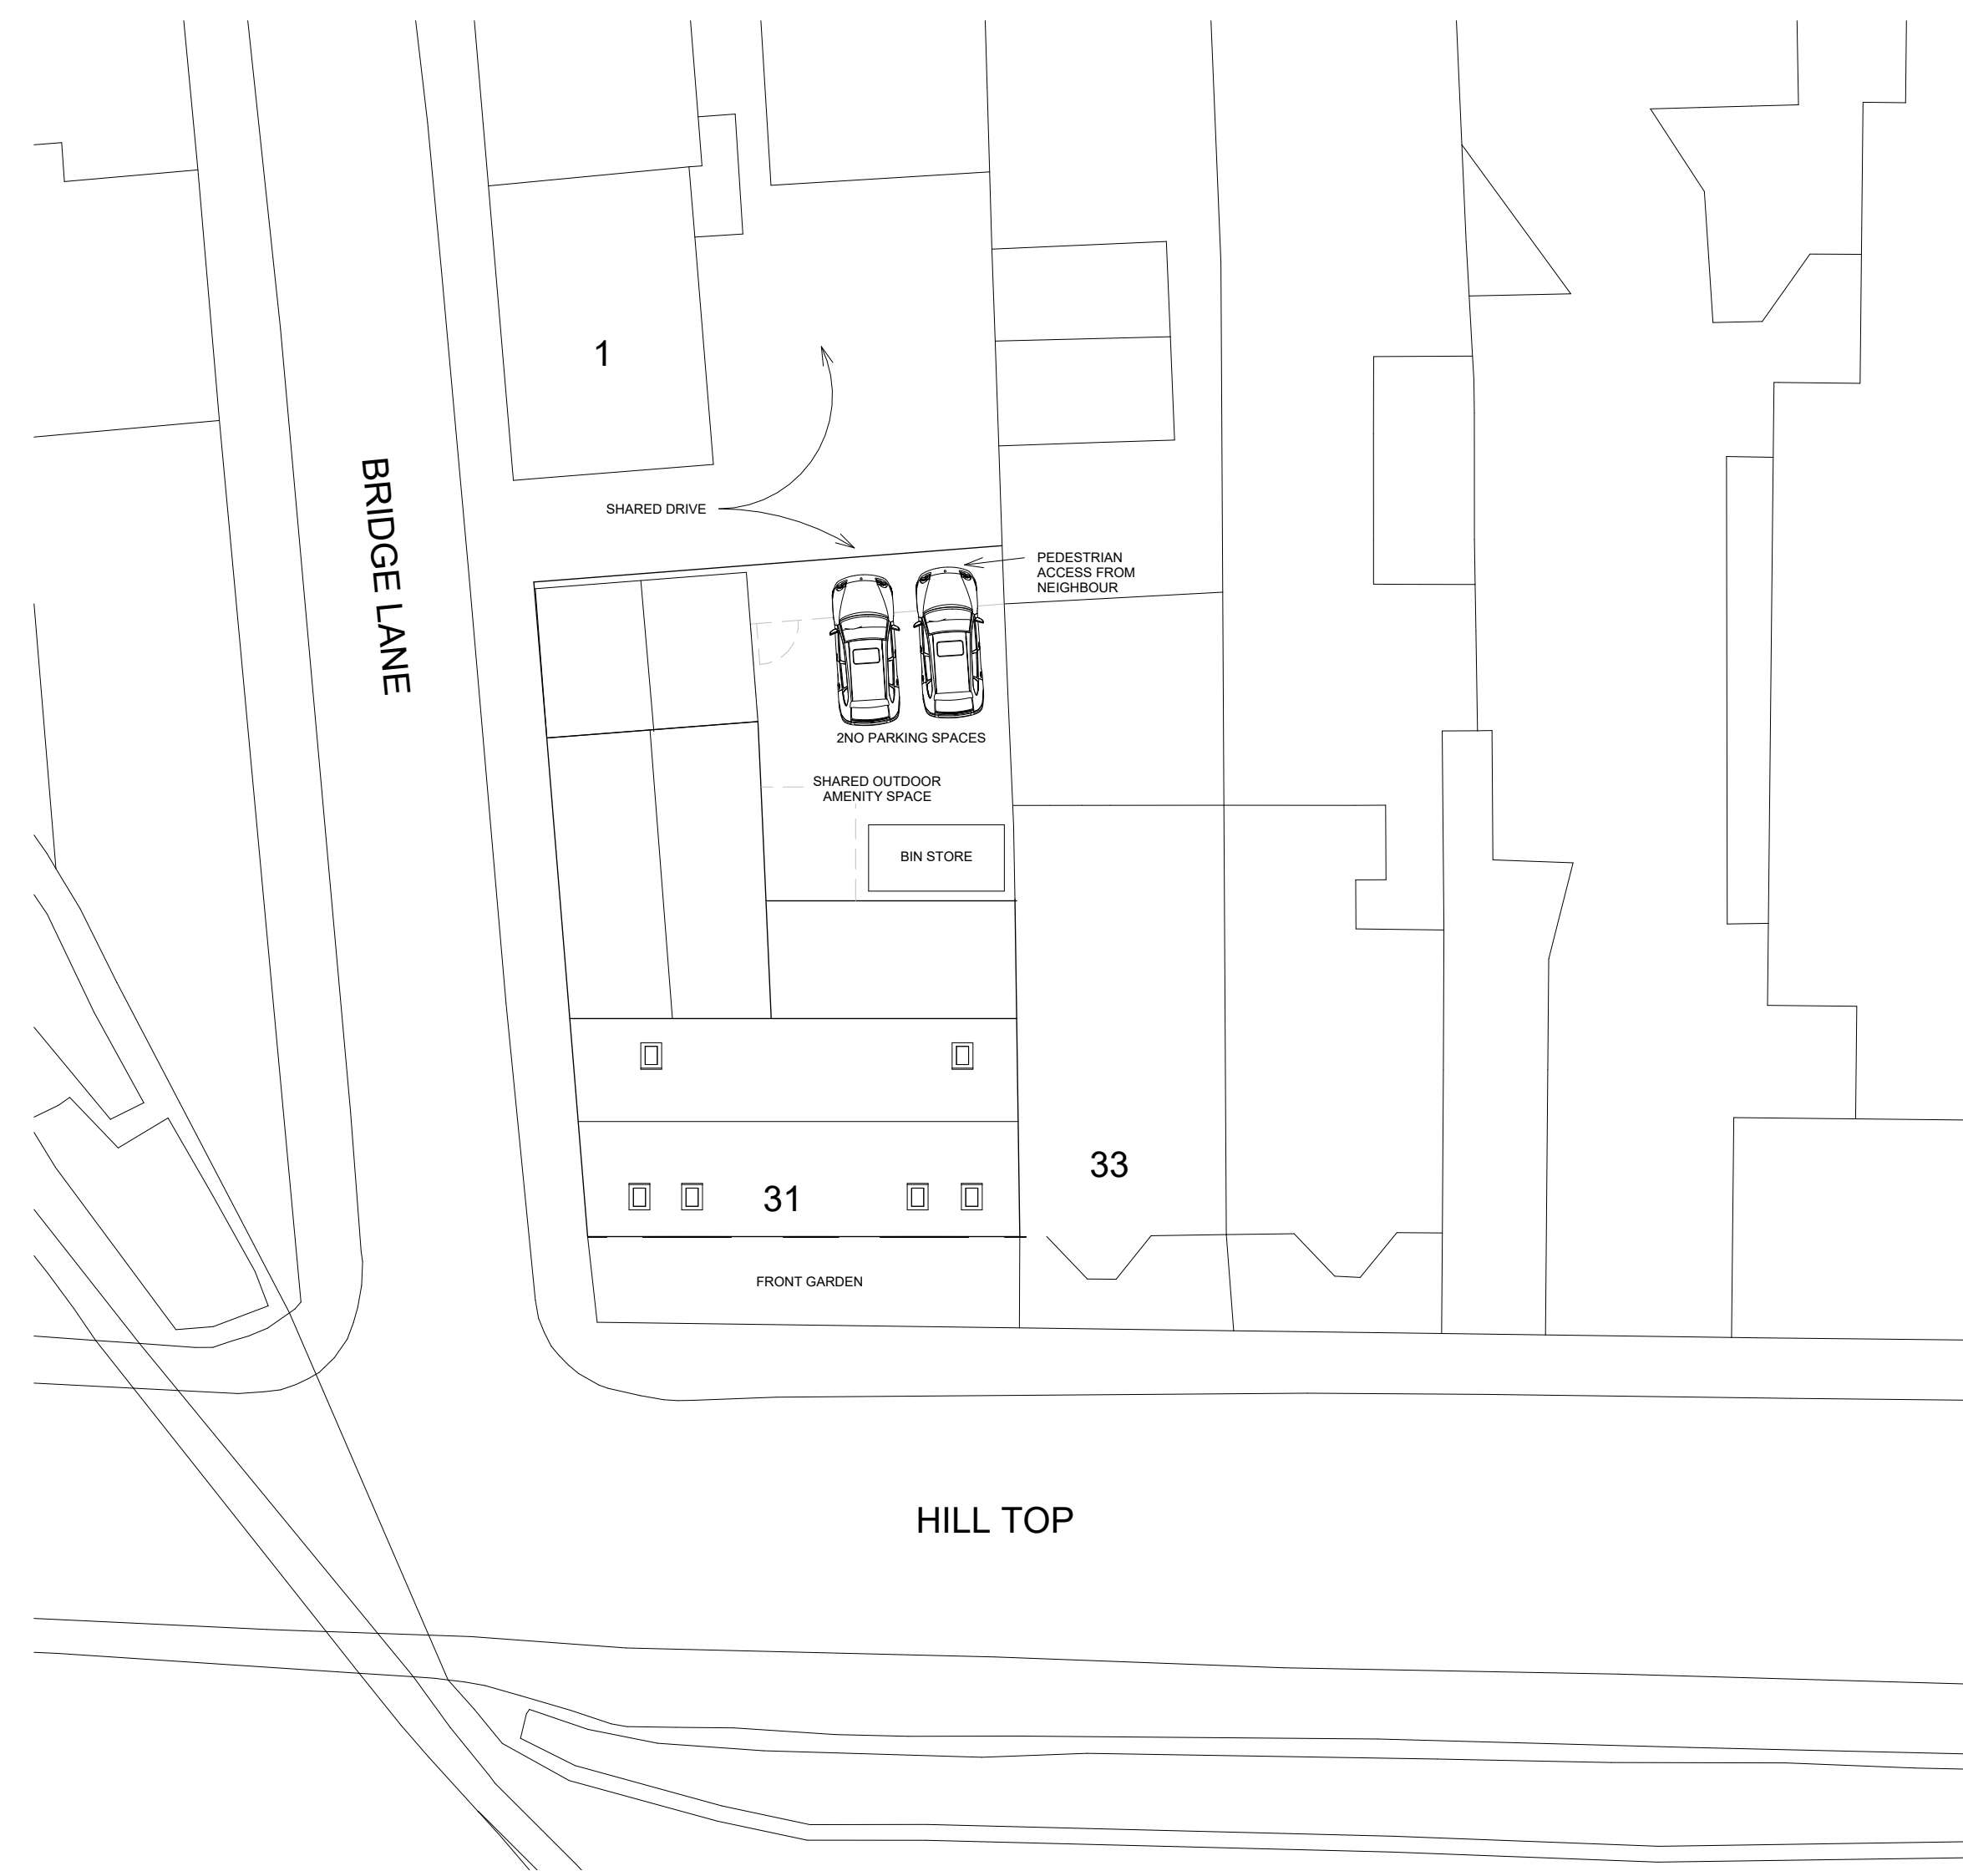 1
BRIDGE LANE
SHARED DRIVE
PEDESTRIAN
ACCESS FROM
NEIGHBOUR
2NO PARKING SPACES
SHARED OUTDOOR
AMENITY SPACE
BIN STORE
33
31
FRONT GARDEN
HILL TOP